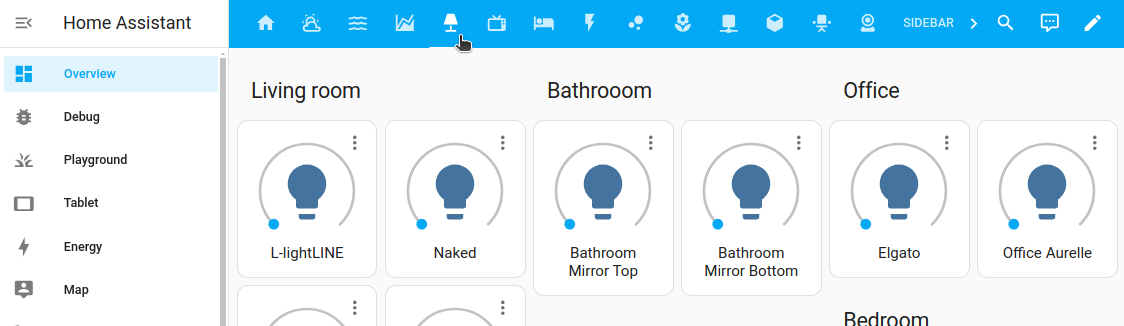 Home Assistant
SIDEBAR
Overview
Debug
Playground
Tablet
Energy
Map
Living room
Bathrooom
Office
L-lightLINE
Naked
Bathroom
Mirror Top
Bathroom
Mirror Bottom
Elgato
Office Aurelle
Bedroom